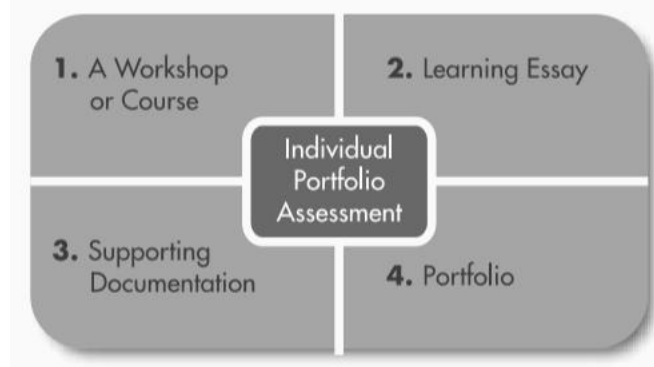 1. A Workshop
or Course
2. Learning Essay
Individual
Portfolio
Assessment
3. Supporting
Documentation
4. Portfolio